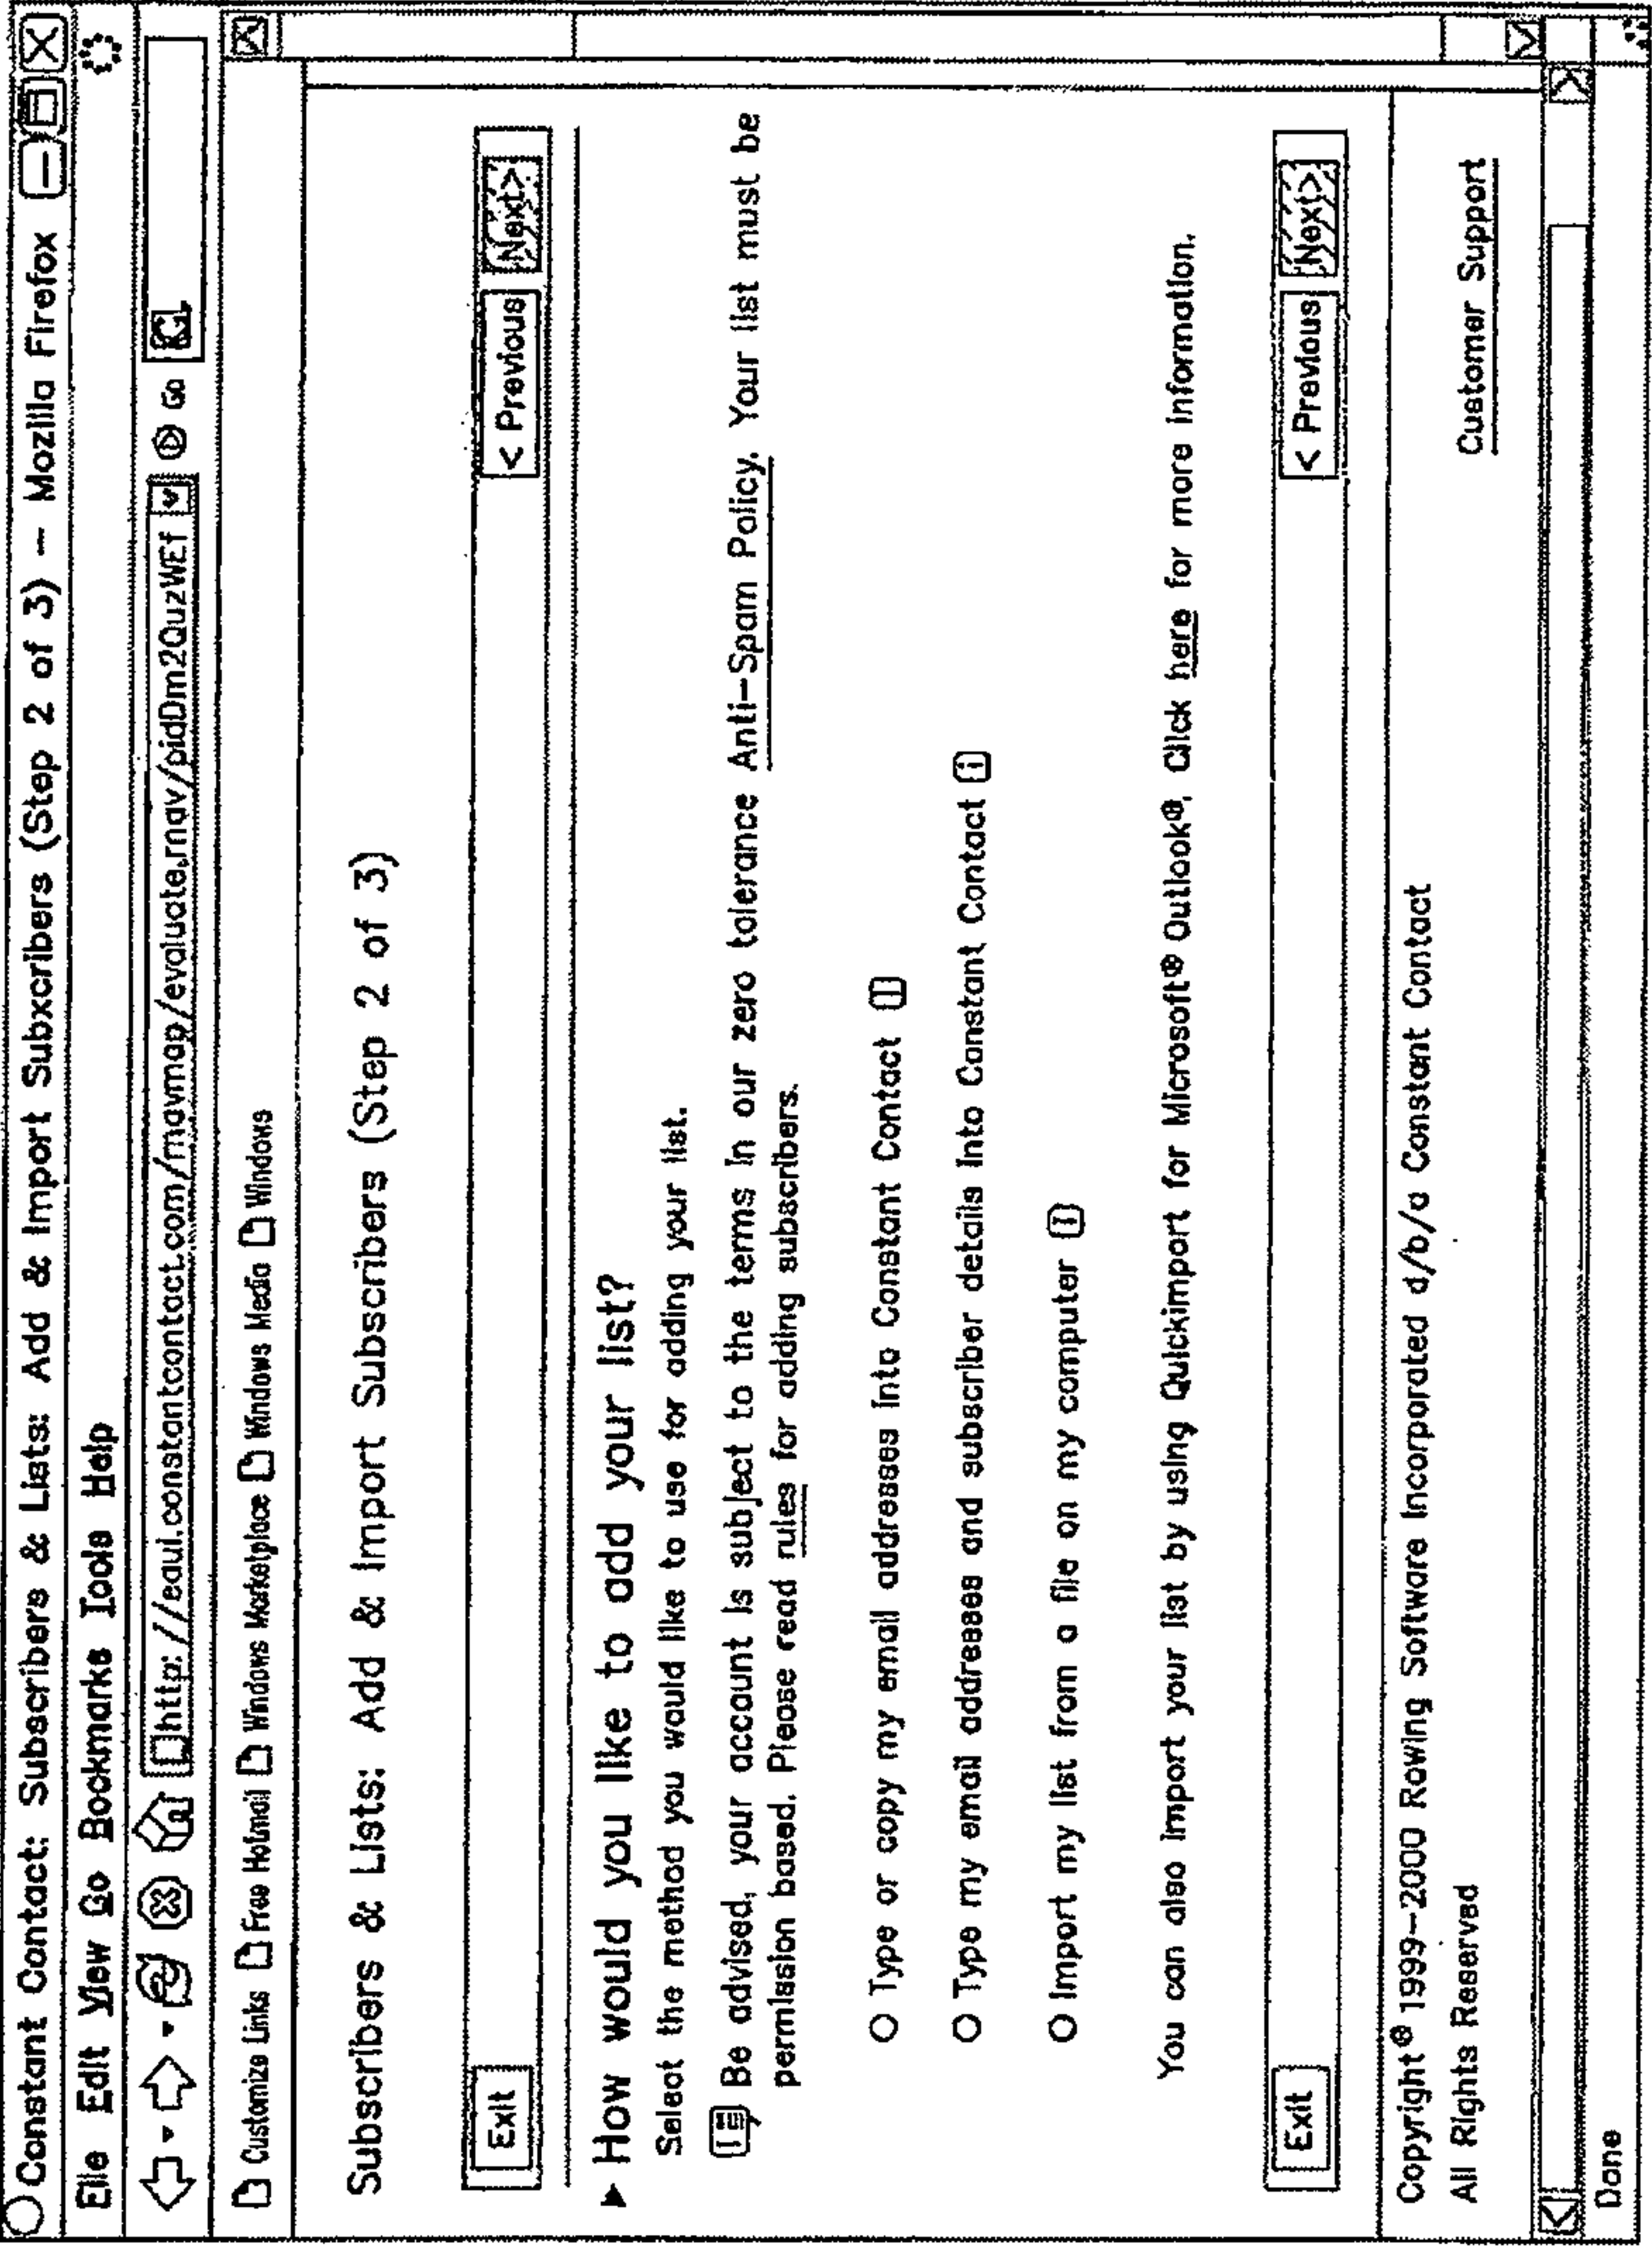 Constant Contact: Subscribers & Lists: Add & Import Subxcribers (Step 2 of 3) — Mozilla Firefox
File Edit View Go Bookmarks Tools Help
http://eaul.constantcontact.com/mavmap/evaluate.rnav/pidDm2QuzWEf Go
Customize Links Free Hotmail Windows Marketplace Windows Media Windows
Subscribers & Lists: Add & Import Subscribers (Step 2 of 3)
Exit < Previous Next>
How would you like to add your list?
Select the method you would like to use for adding your list.
Be advised, your account is subject to the terms in our zero tolerance Anti-Spam Policy. Your list must be
permission based. Please read rules for adding subscribers.
Type or copy my email addresses into Constant Contact
Type my email addresses and subscriber details into Constant Contact
Import my list from a file on my computer
You can also import your list by using Quickimport for Microsoft® Outlook®. Click here for more information.
Exit < Previous Next>
Copyright® 1999-2000 Rowing Software Incorporated d/b/a Constant Contact
All Rights Reserved Customer Support
Done